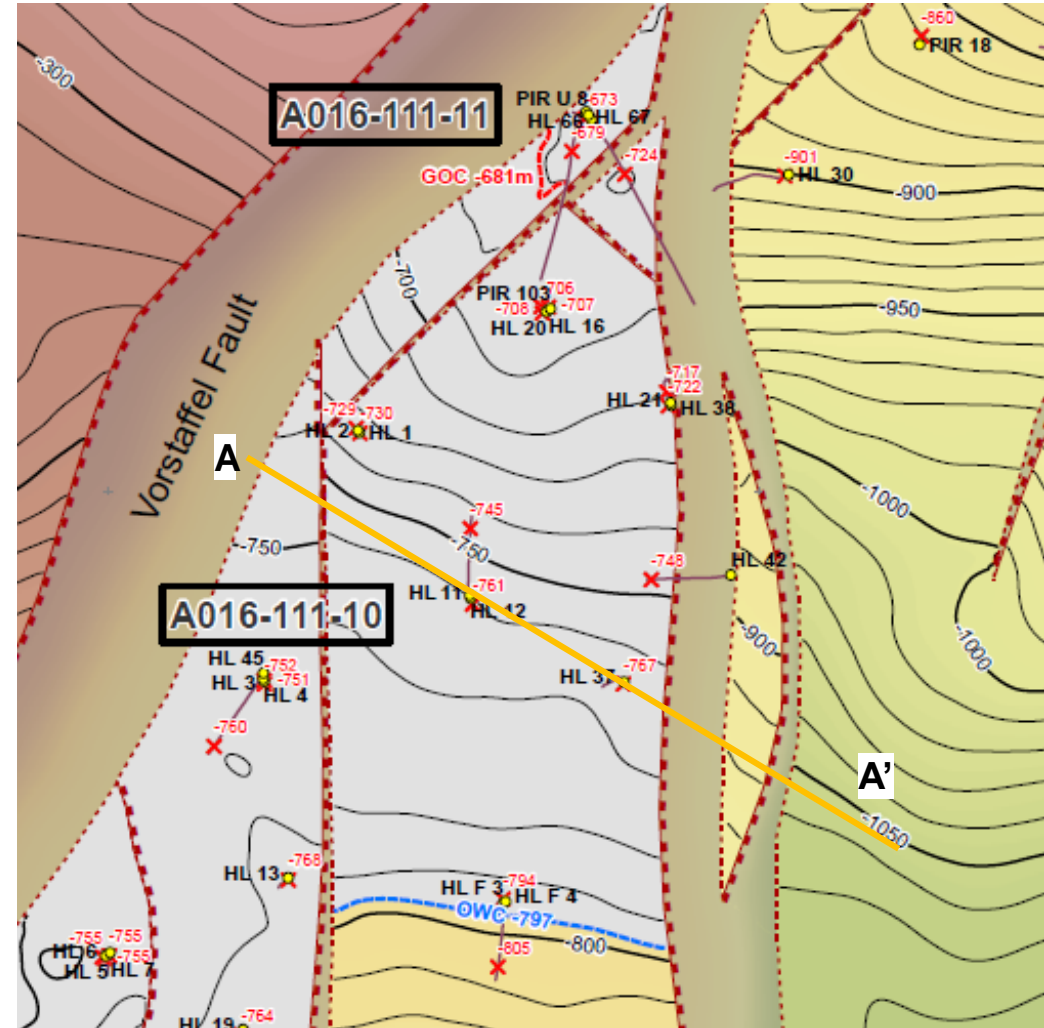 -860
PIR 18
-300
A016-111-11
PIR U 8
-673
HL 66
HL 67
-679
-724
GOC -681m
-901
HL 30
-900
-700
PIR 103
706
-708
-707
HL 20
HL 16
-950
Vorstaffel Fault
-717
-722
HL 21
HL 38
-729
-730
HL 2
HL 1
A
-745
-1000
-750
-750
-748
HL 42
-761
HL 11
HL 12
A016-111-10
-900
-1000
HL 45
-752
HL 3
-751
HL 4
-767
-760
A'
-1050
HL 13
-768
HL F 3
-794
HL F 4
OWC -797
-800
-805
-755
-755
HL 6
-755
HL 5
HL 7
HL 19
-764